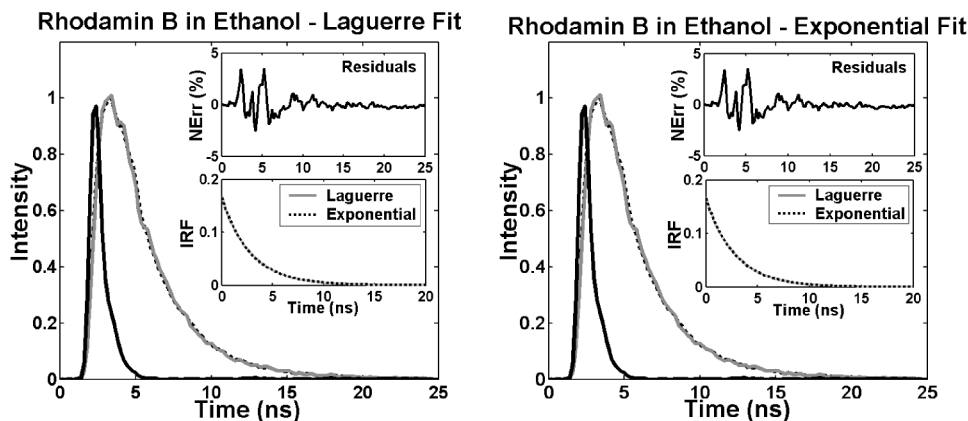 Rhodamin B in Ethanol - Laguerre Fit
Intensity
1
0.8
0.6
0.4
0.2
0
0 5 10 15 20 25
Time (ns)
Residuals
NErr (%)
5
0
-5
0 5 10 15 20 25
Laguerre
Exponential
IRF
0.2
0.1
0
0 5 10 15 20
Time (ns)
Rhodamin B in Ethanol - Exponential Fit
Intensity
1
0.8
0.6
0.4
0.2
0
0 5 10 15 20 25
Time (ns)
Residuals
NErr (%)
5
0
-5
0 5 10 15 20 25
Laguerre
Exponential
IRF
0.2
0.1
0
0 5 10 15 20
Time (ns)